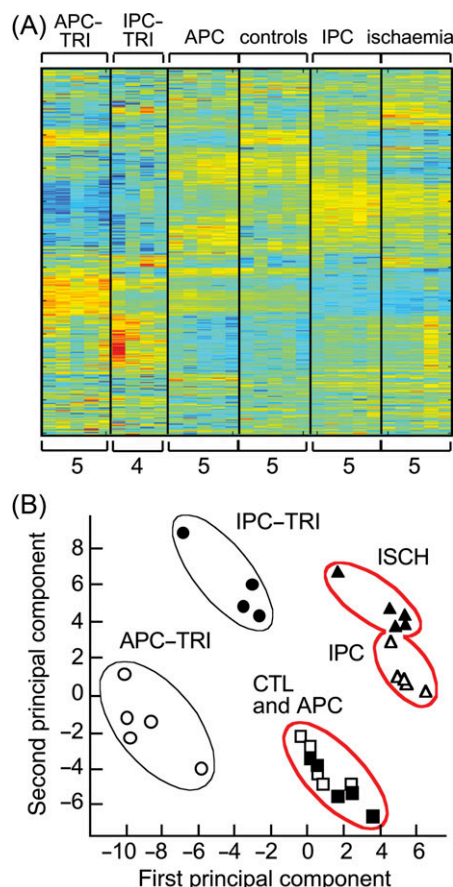 (A)
APC–
TRI
IPC–
TRI
APC
controls
IPC
ischaemia
5 4 5 5 5 5
(B)
Second principal component
8
6
4
2
0
−2
−4
−6
IPC–TRI
ISCH
APC–TRI
IPC
CTL
and APC
−10 −8 −6 −4 −2 0 2 4 6
First principal component